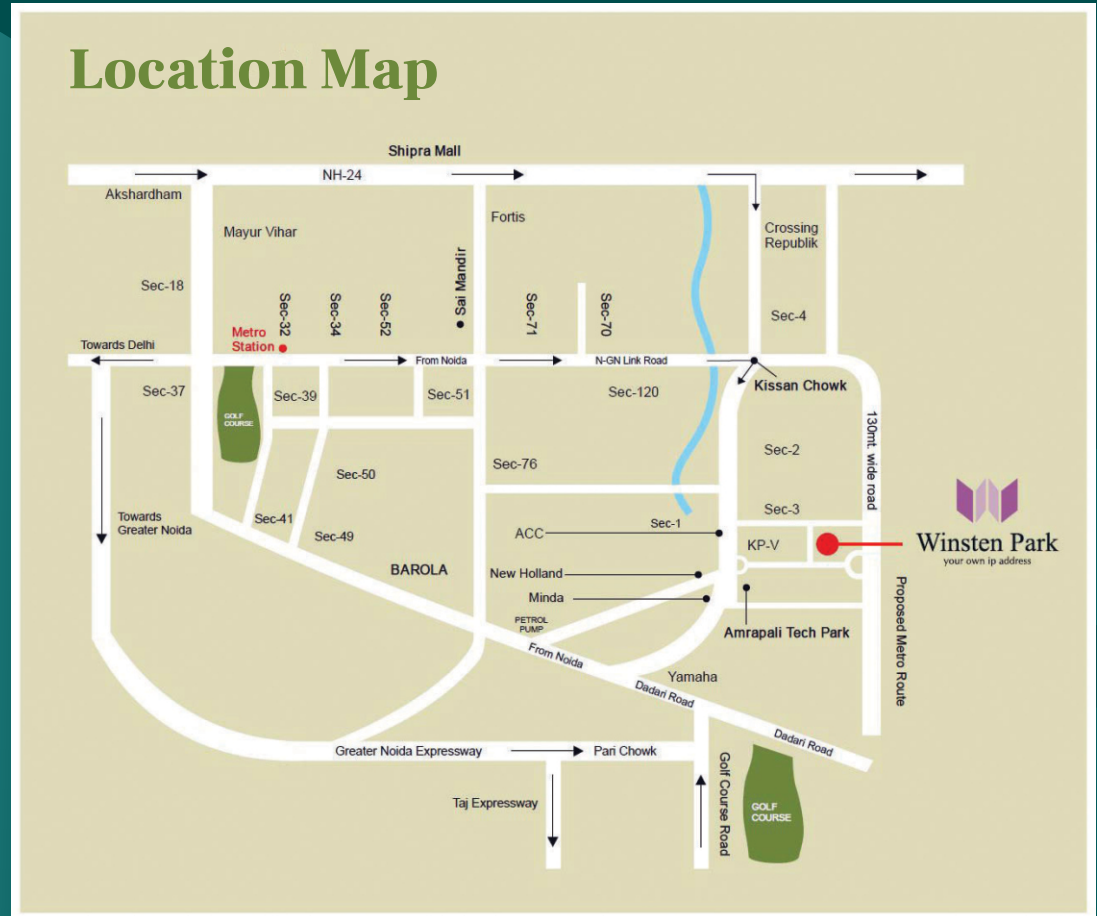 Location Map
Shipra Mall
NH-24
Akshardham
Mayur Vihar
Fortis
Crossing
Republik
Sai Mandir
Sec-18
Sec-32
Sec-34
Sec-52
Sec-71
Sec-70
Sec-4
Metro
Station
Towards Delhi
From Noida
N-GN Link Road
Kissan Chowk
Sec-37
GOLF
COURSE
Sec-39
Sec-51
Sec-120
130mt. wide road
Sec-2
Sec-50
Sec-76
Sec-3
Towards
Greater Noida
Sec-41
Sec-49
ACC
Sec-1
KP-V
Winsten Park
your own ip address
BAROLA
New Holland
Minda
Proposed Metro Route
PETROL
PUMP
Amrapali Tech Park
From Noida
Yamaha
Dadari Road
Dadari Road
Greater Noida Expressway
Pari Chowk
Golf Course Road
Taj Expressway
GOLF
COURSE